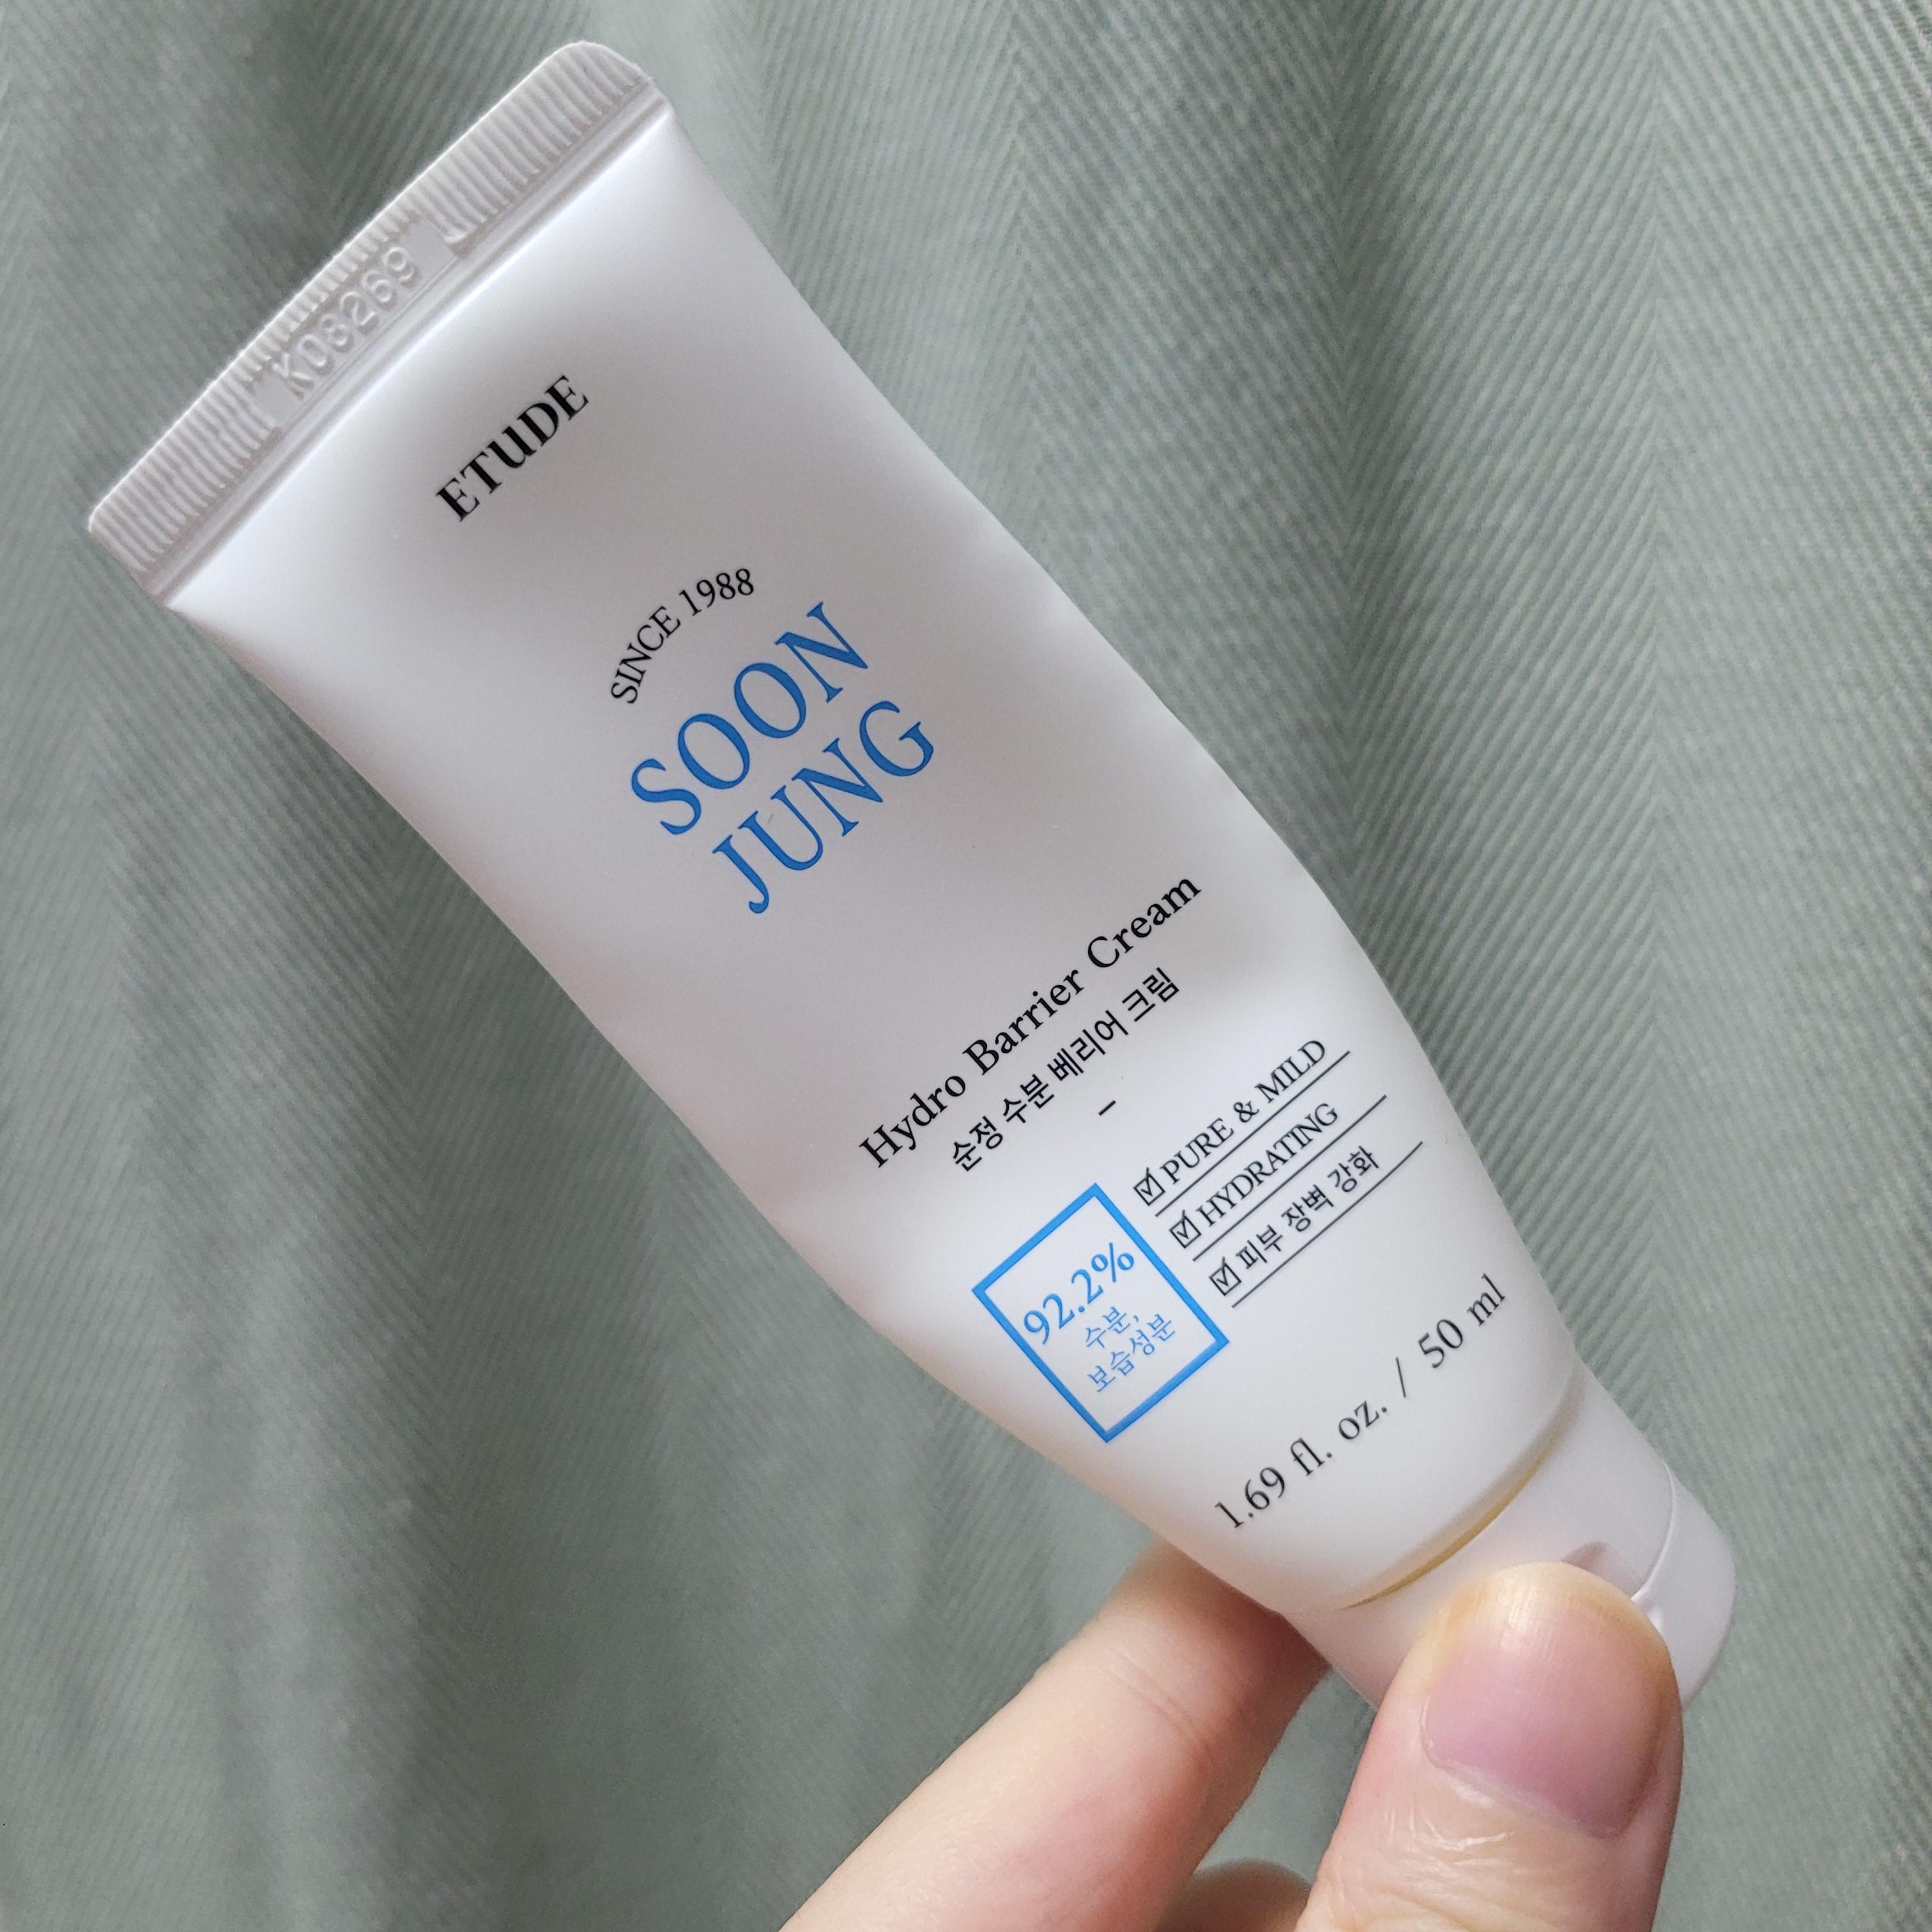 K08269
ETUDE
SINCE 1988
SOON
JUNG
Hydro Barrier Cream
순정 수분 베리어 크림
92.2%
수분,
보습성분
PURE & MILD
HYDRATING
피부 장벽 강화
1.69 fl. oz. / 50 ml